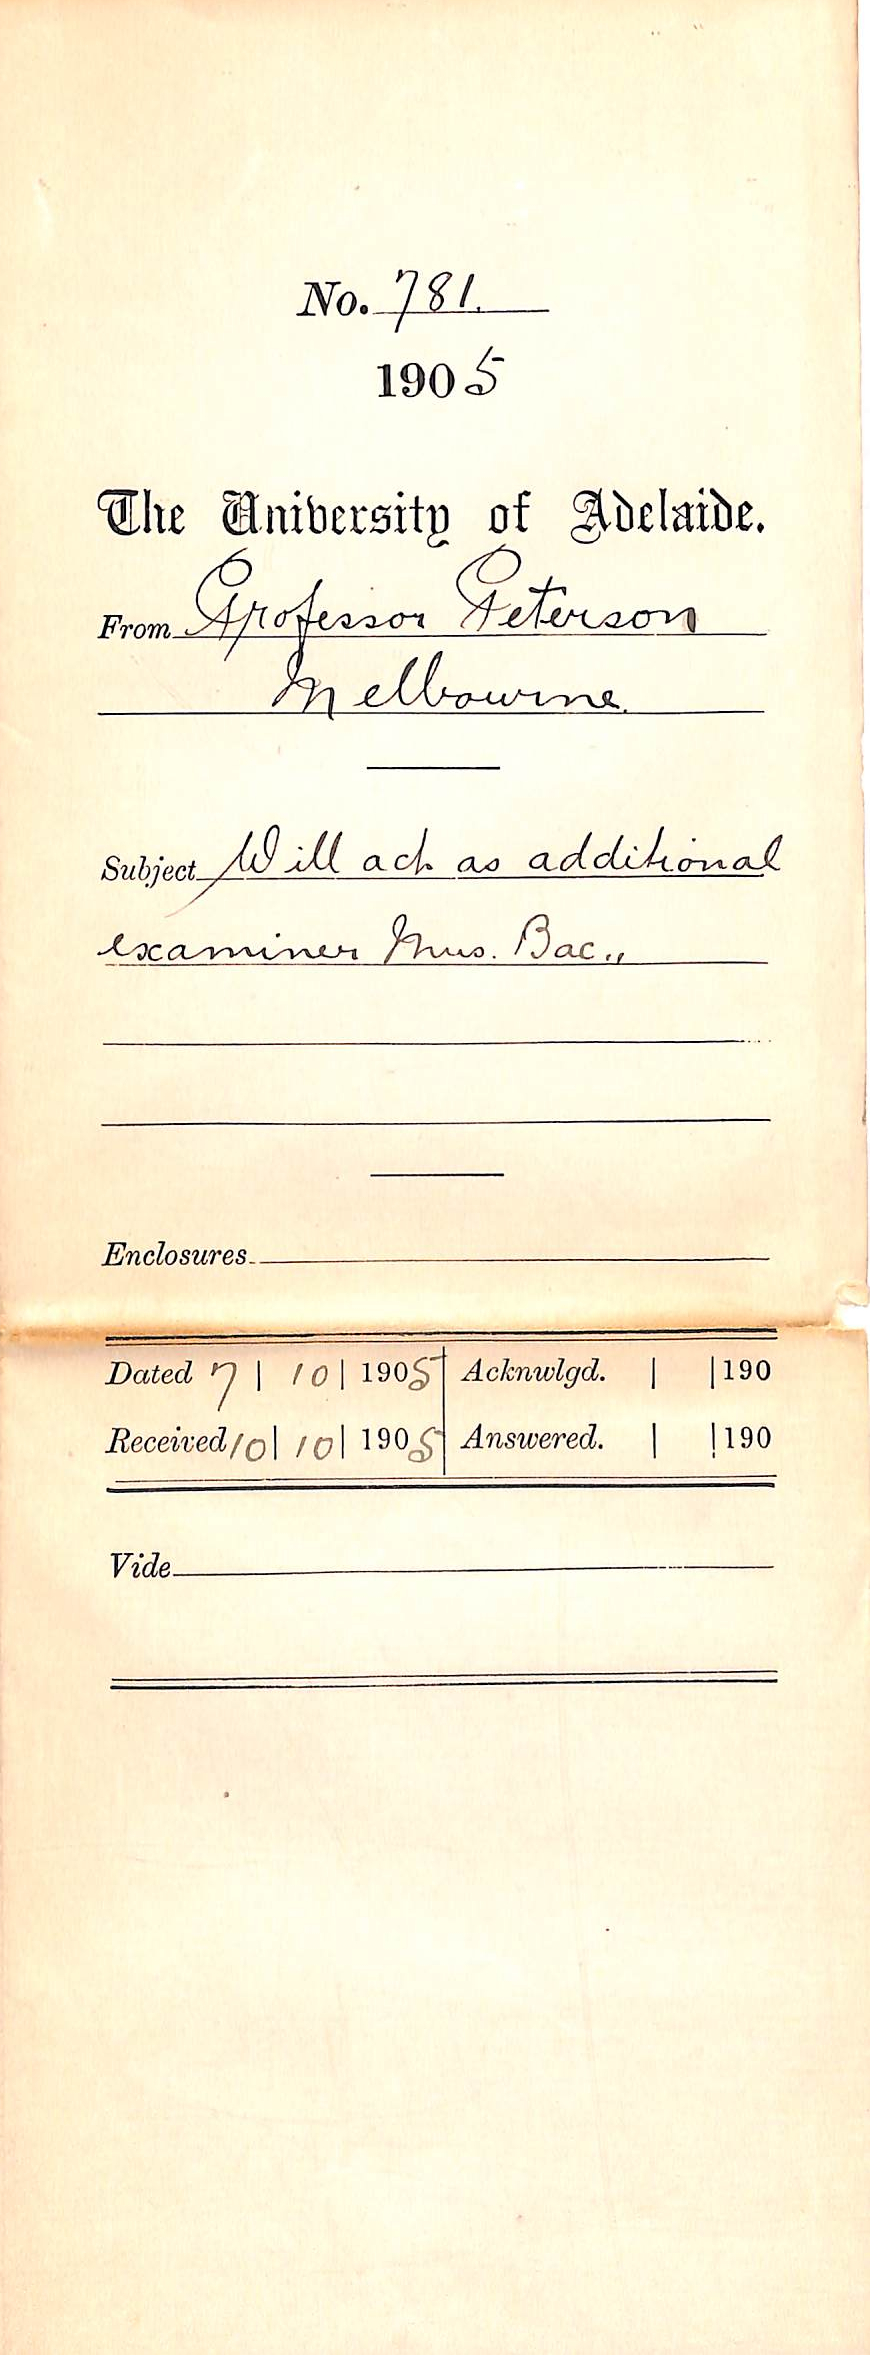 No. 781.
1905
The University of Adelaide.
From Professor Peterson
Melbourne.
Subject Will act as additional
examiner Mus. Bac.,
Enclosures
Dated 7 | 10 | 1905 Acknwlgd. | | 190
Received 10 | 10 | 1905 Answered. | | 190
Vide